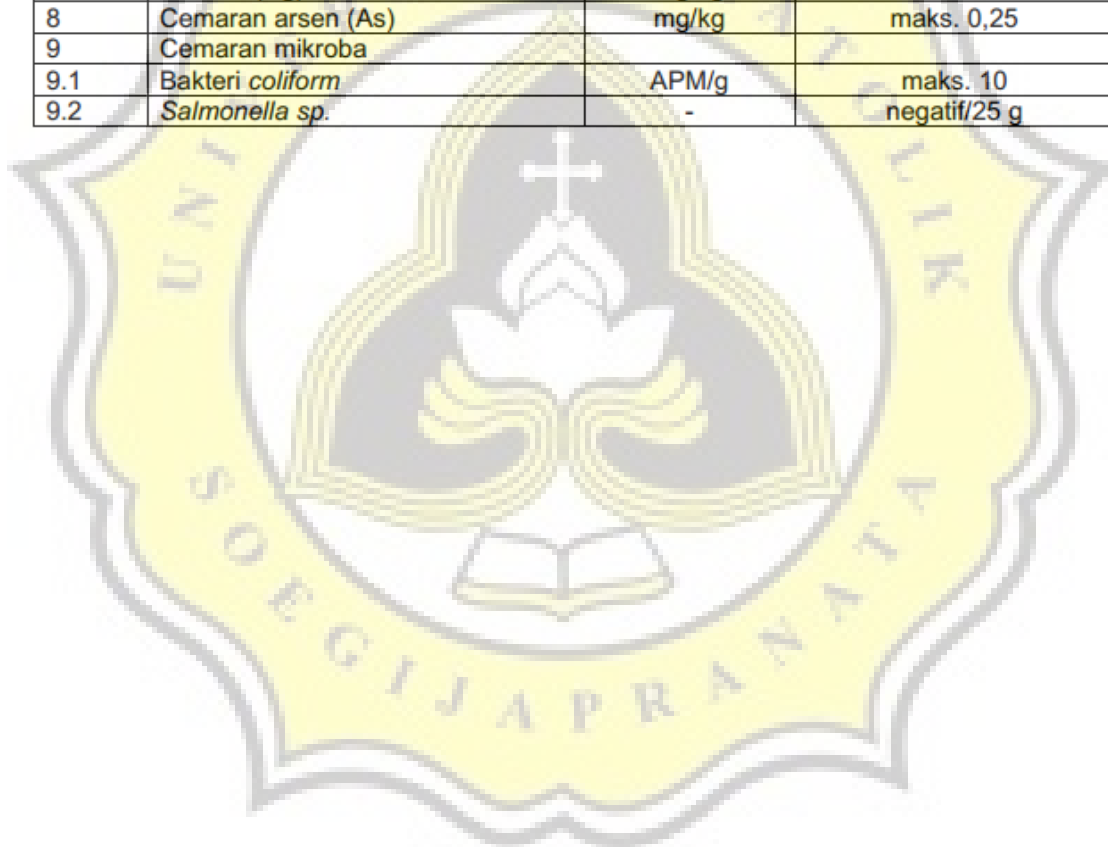 8 Cemaran arsen (As) mg/kg maks. 0,25
9 Cemaran mikroba
9.1 Bakteri coliform APM/g maks. 10
9.2 Salmonella sp. - negatif/25 g
SOEGIJAPRANATA